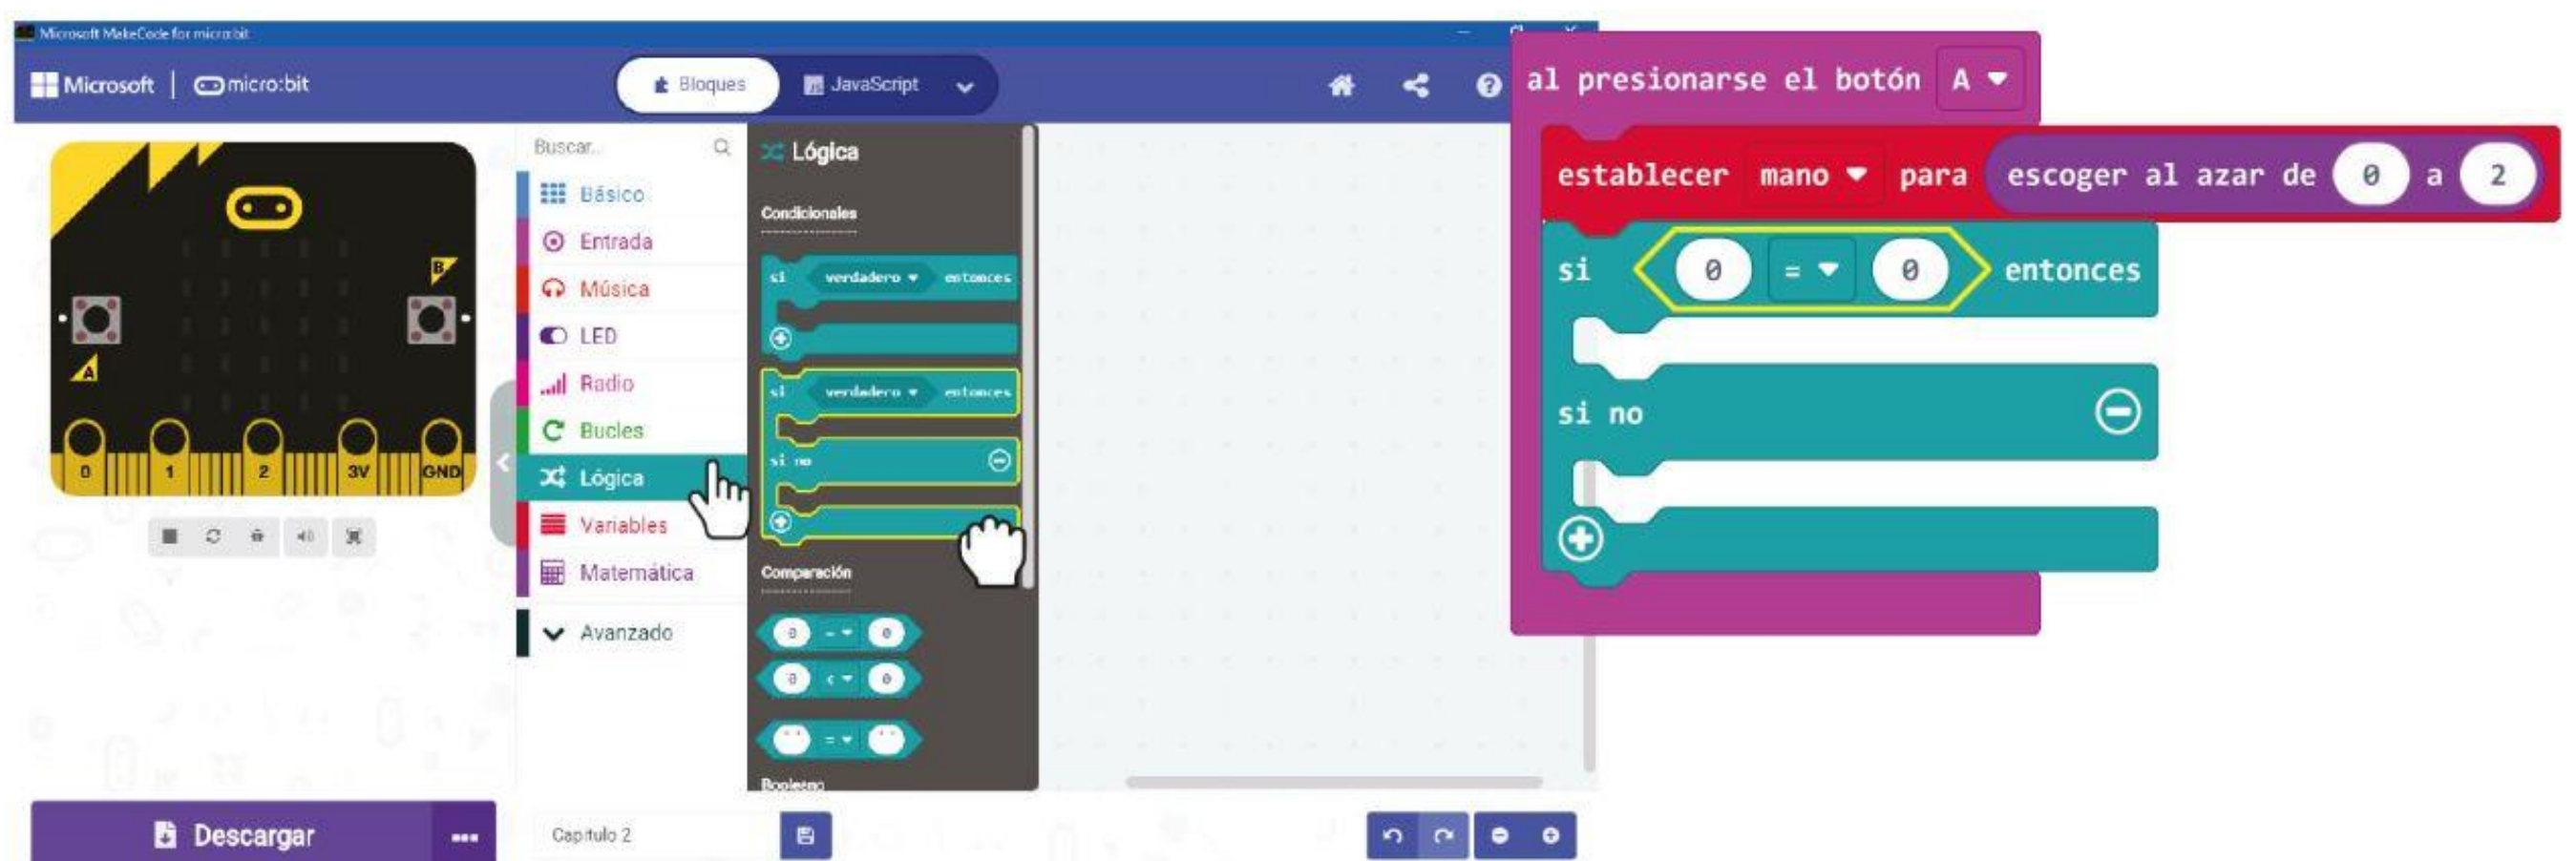 Microsoft MakeCode for micro:bit
Microsoft | micro:bit
Bloques
JavaScript
Buscar...
Básico
Entrada
Música
LED
Radio
Bucles
Lógica
Variables
Matemática
Avanzado
Lógica
Condicionales
si verdadero entonces
si verdadero entonces
si no
Comparación
0 = 0
0 < 0
" " = " "
Booleano
B
A
0 1 2 3V GND
Descargar
Capitulo 2
al presionarse el botón A
establecer mano para escoger al azar de 0 a 2
si 0 = 0 entonces
si no